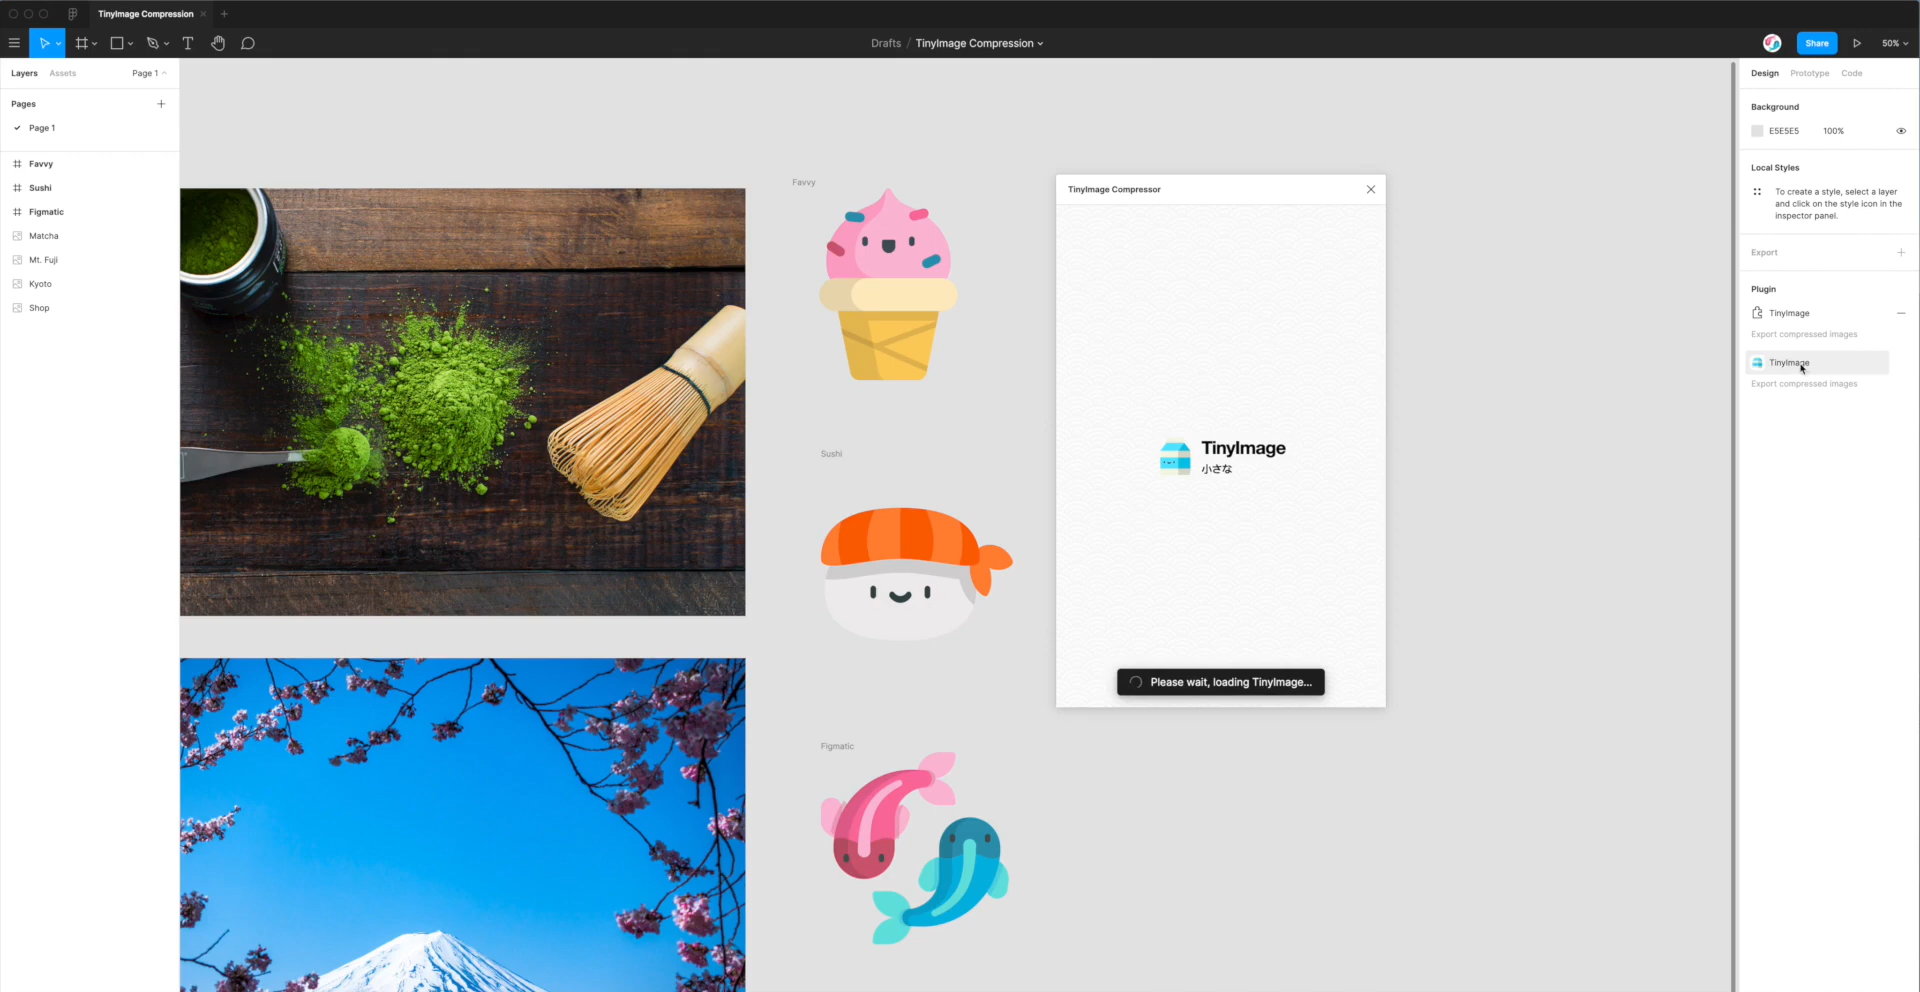 TinyImage Compression
Drafts / TinyImage Compression
Share
50%
Layers
Assets
Page 1
Pages
Page 1
Favvy
Sushi
Figmatic
Matcha
Mt. Fuji
Kyoto
Shop
Favvy
Sushi
Figmatic
TinyImage Compressor
TinyImage
小さな
Please wait, loading TinyImage...
Design
Prototype
Code
Background
E5E5E5
100%
Local Styles
To create a style, select a layer
and click on the style icon in the
inspector panel.
Export
Plugin
TinyImage
Export compressed images
TinyImage
Export compressed images